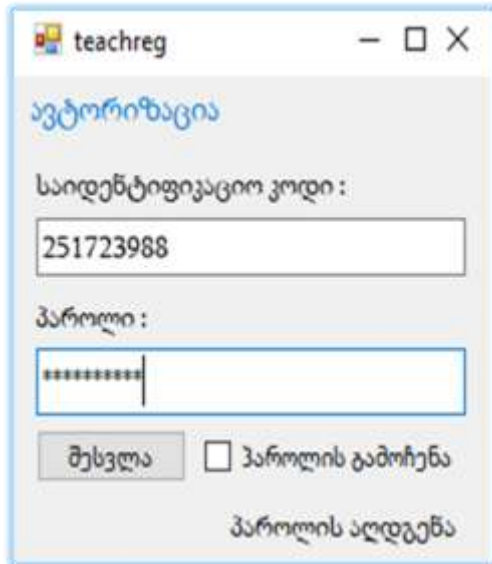 teachreg
ავტორიზაცია
საიდენტიფიკაციო კოდი :
251723988
პაროლი :
**********
შესვლა პაროლის გამოჩენა
პაროლის აღდგენა